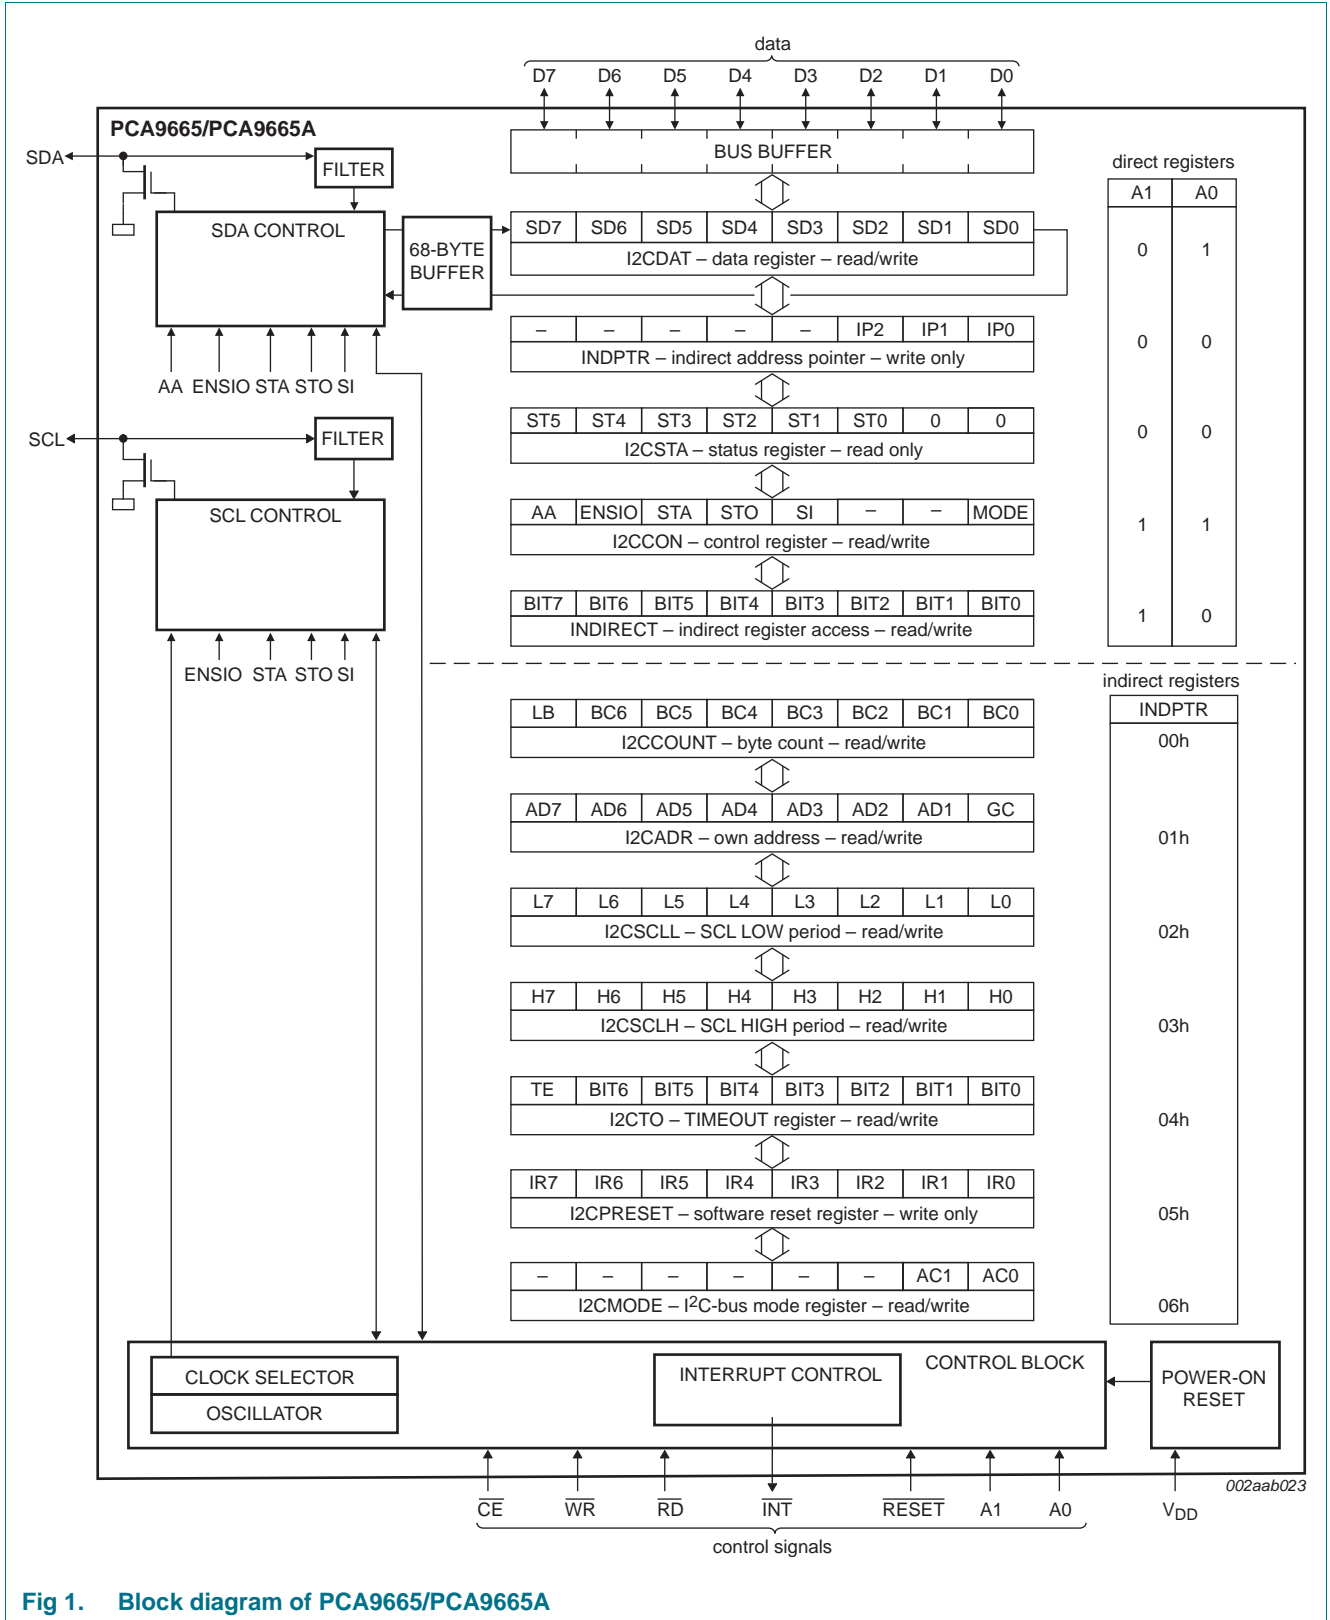 data
D7 D6 D5 D4 D3 D2 D1 D0
PCA9665/PCA9665A
SDA
FILTER
BUS BUFFER
direct registers
A1 A0
SDA CONTROL
68-BYTE
BUFFER
SD7 SD6 SD5 SD4 SD3 SD2 SD1 SD0
I2CDAT – data register – read/write
0 1
– – – – – IP2 IP1 IP0
INDPTR – indirect address pointer – write only
0 0
AA ENSIO STA STO SI
SCL
FILTER
ST5 ST4 ST3 ST2 ST1 ST0 0 0
I2CSTA – status register – read only
0 0
SCL CONTROL
AA ENSIO STA STO SI – – MODE
I2CCON – control register – read/write
1 1
BIT7 BIT6 BIT5 BIT4 BIT3 BIT2 BIT1 BIT0
INDIRECT – indirect register access – read/write
1 0
ENSIO STA STO SI
indirect registers
INDPTR
LB BC6 BC5 BC4 BC3 BC2 BC1 BC0
I2CCOUNT – byte count – read/write
00h
AD7 AD6 AD5 AD4 AD3 AD2 AD1 GC
I2CADR – own address – read/write
01h
L7 L6 L5 L4 L3 L2 L1 L0
I2CSCLL – SCL LOW period – read/write
02h
H7 H6 H5 H4 H3 H2 H1 H0
I2CSCLH – SCL HIGH period – read/write
03h
TE BIT6 BIT5 BIT4 BIT3 BIT2 BIT1 BIT0
I2CTO – TIMEOUT register – read/write
04h
IR7 IR6 IR5 IR4 IR3 IR2 IR1 IR0
I2CPRESET – software reset register – write only
05h
– – – – – – AC1 AC0
I2CMODE – I²C-bus mode register – read/write
06h
CLOCK SELECTOR
OSCILLATOR
INTERRUPT CONTROL
CONTROL BLOCK
POWER-ON
RESET
002aab023
CE WR RD INT RESET A1 A0 VDD
control signals
Fig 1. Block diagram of PCA9665/PCA9665A